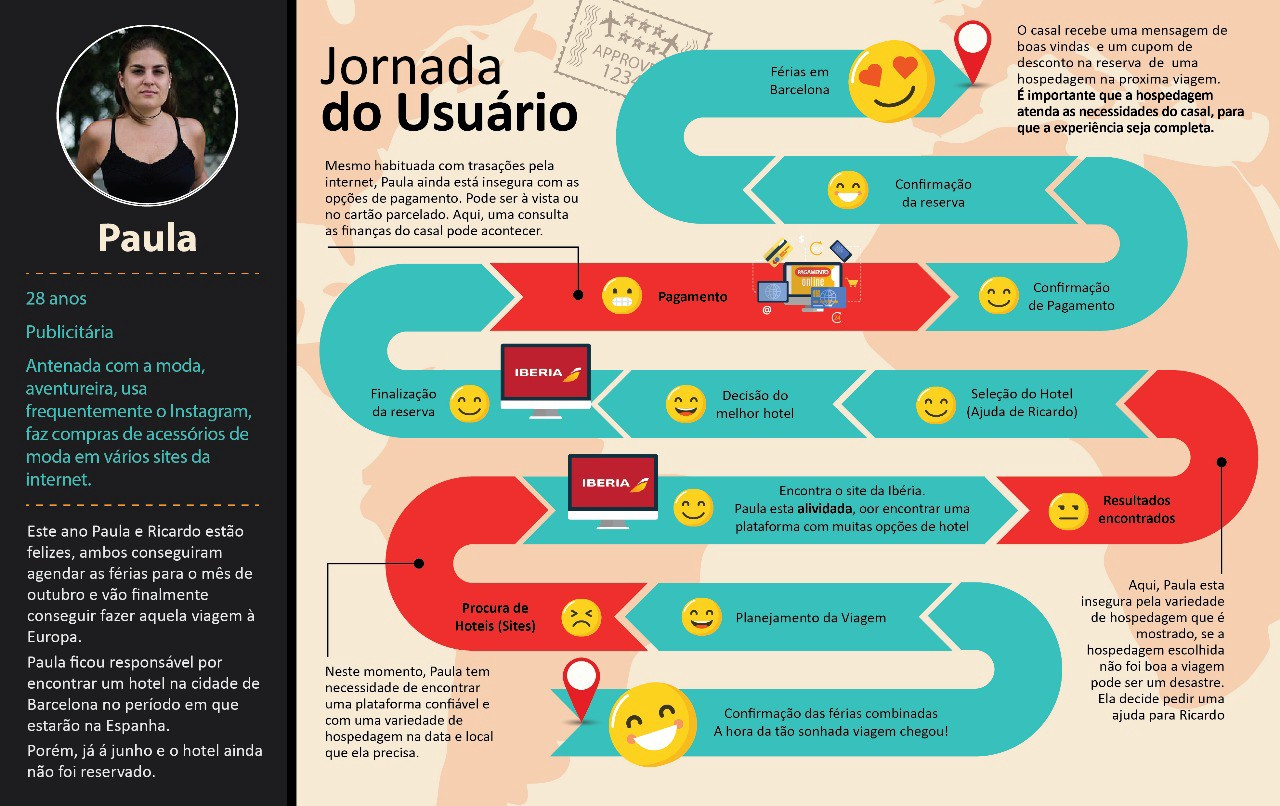 Paula
28 anos
Publicitária
Antenada com a moda,
aventureira, usa
frequentemente o Instagram,
faz compras de acessórios de
moda em vários sites da
internet.
Este ano Paula e Ricardo estão
felizes, ambos conseguiram
agendar as férias para o mês de
outubro e vão finalmente
conseguir fazer aquela viagem à
Europa.
Paula ficou responsável por
encontrar um hotel na cidade de
Barcelona no período em que
estarão na Espanha.
Porém, já á junho e o hotel ainda
não foi reservado.
Jornada
do Usuário
APPROVE
1234
Férias em
Barcelona
O casal recebe uma mensagem de
boas vindas e um cupom de
desconto na reserva de uma
hospedagem na proxima viagem.
É importante que a hospedagem
atenda as necessidades do casal, para
que a experiência seja completa.
Confirmação
da reserva
Mesmo habituada com trasações pela
internet, Paula ainda está insegura com as
opções de pagamento. Pode ser à vista ou
no cartão parcelado. Aqui, uma consulta
as finanças do casal pode acontecer.
Pagamento
PAGAMENTO
online
@
Confirmação
de Pagamento
Finalização
da reserva
IBERIA
Decisão do
melhor hotel
Seleção do Hotel
(Ajuda de Ricardo)
IBERIA
Encontra o site da Ibéria.
Paula esta alividada, oor encontrar uma
plataforma com muitas opções de hotel
Resultados
encontrados
Aqui, Paula esta
insegura pela variedade
de hospedagem que é
mostrado, se a
hospedagem escolhida
não foi boa a viagem
pode ser um desastre.
Ela decide pedir uma
ajuda para Ricardo
Procura de
Hoteis (Sites)
Planejamento da Viagem
Neste momento, Paula tem
necessidade de encontrar
uma plataforma confiável e
com uma variedade de
hospedagem na data e local
que ela precisa.
Confirmação das férias combinadas
A hora da tão sonhada viagem chegou!